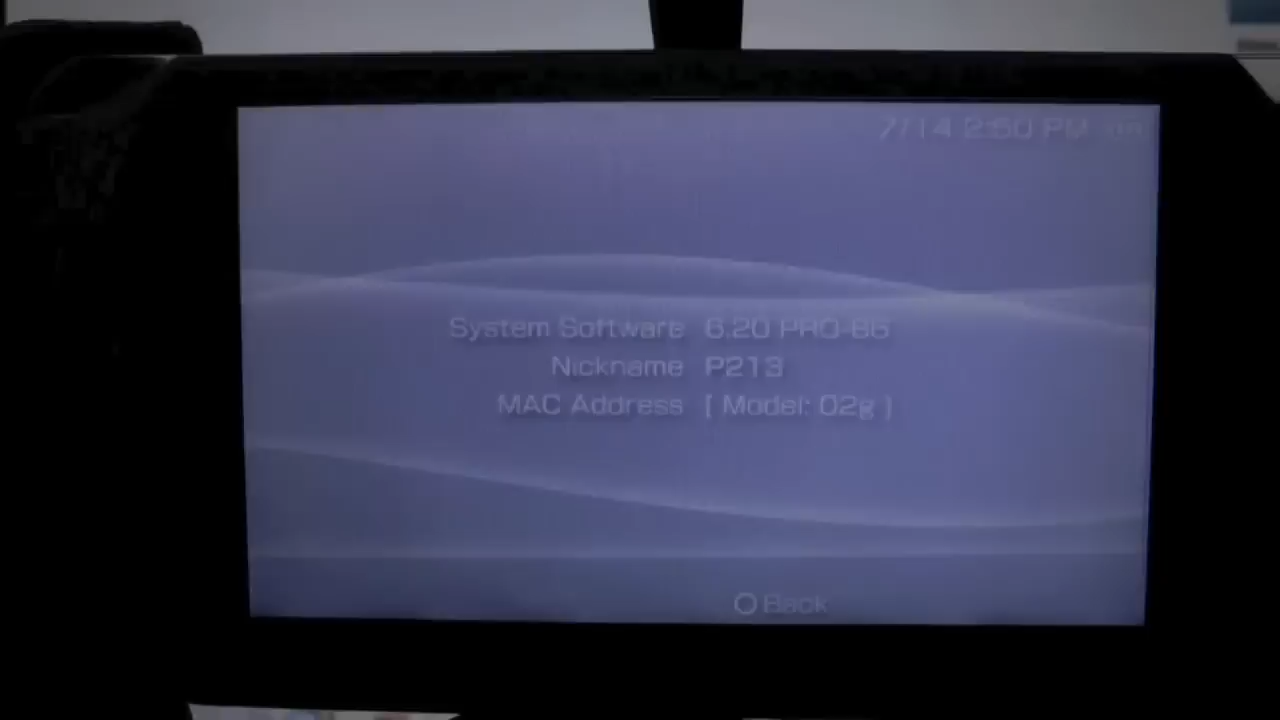 7/14 2:50 PM
System Software 6.20 PRO-B6
Nickname P213
MAC Address [ Model: 02g ]
Back